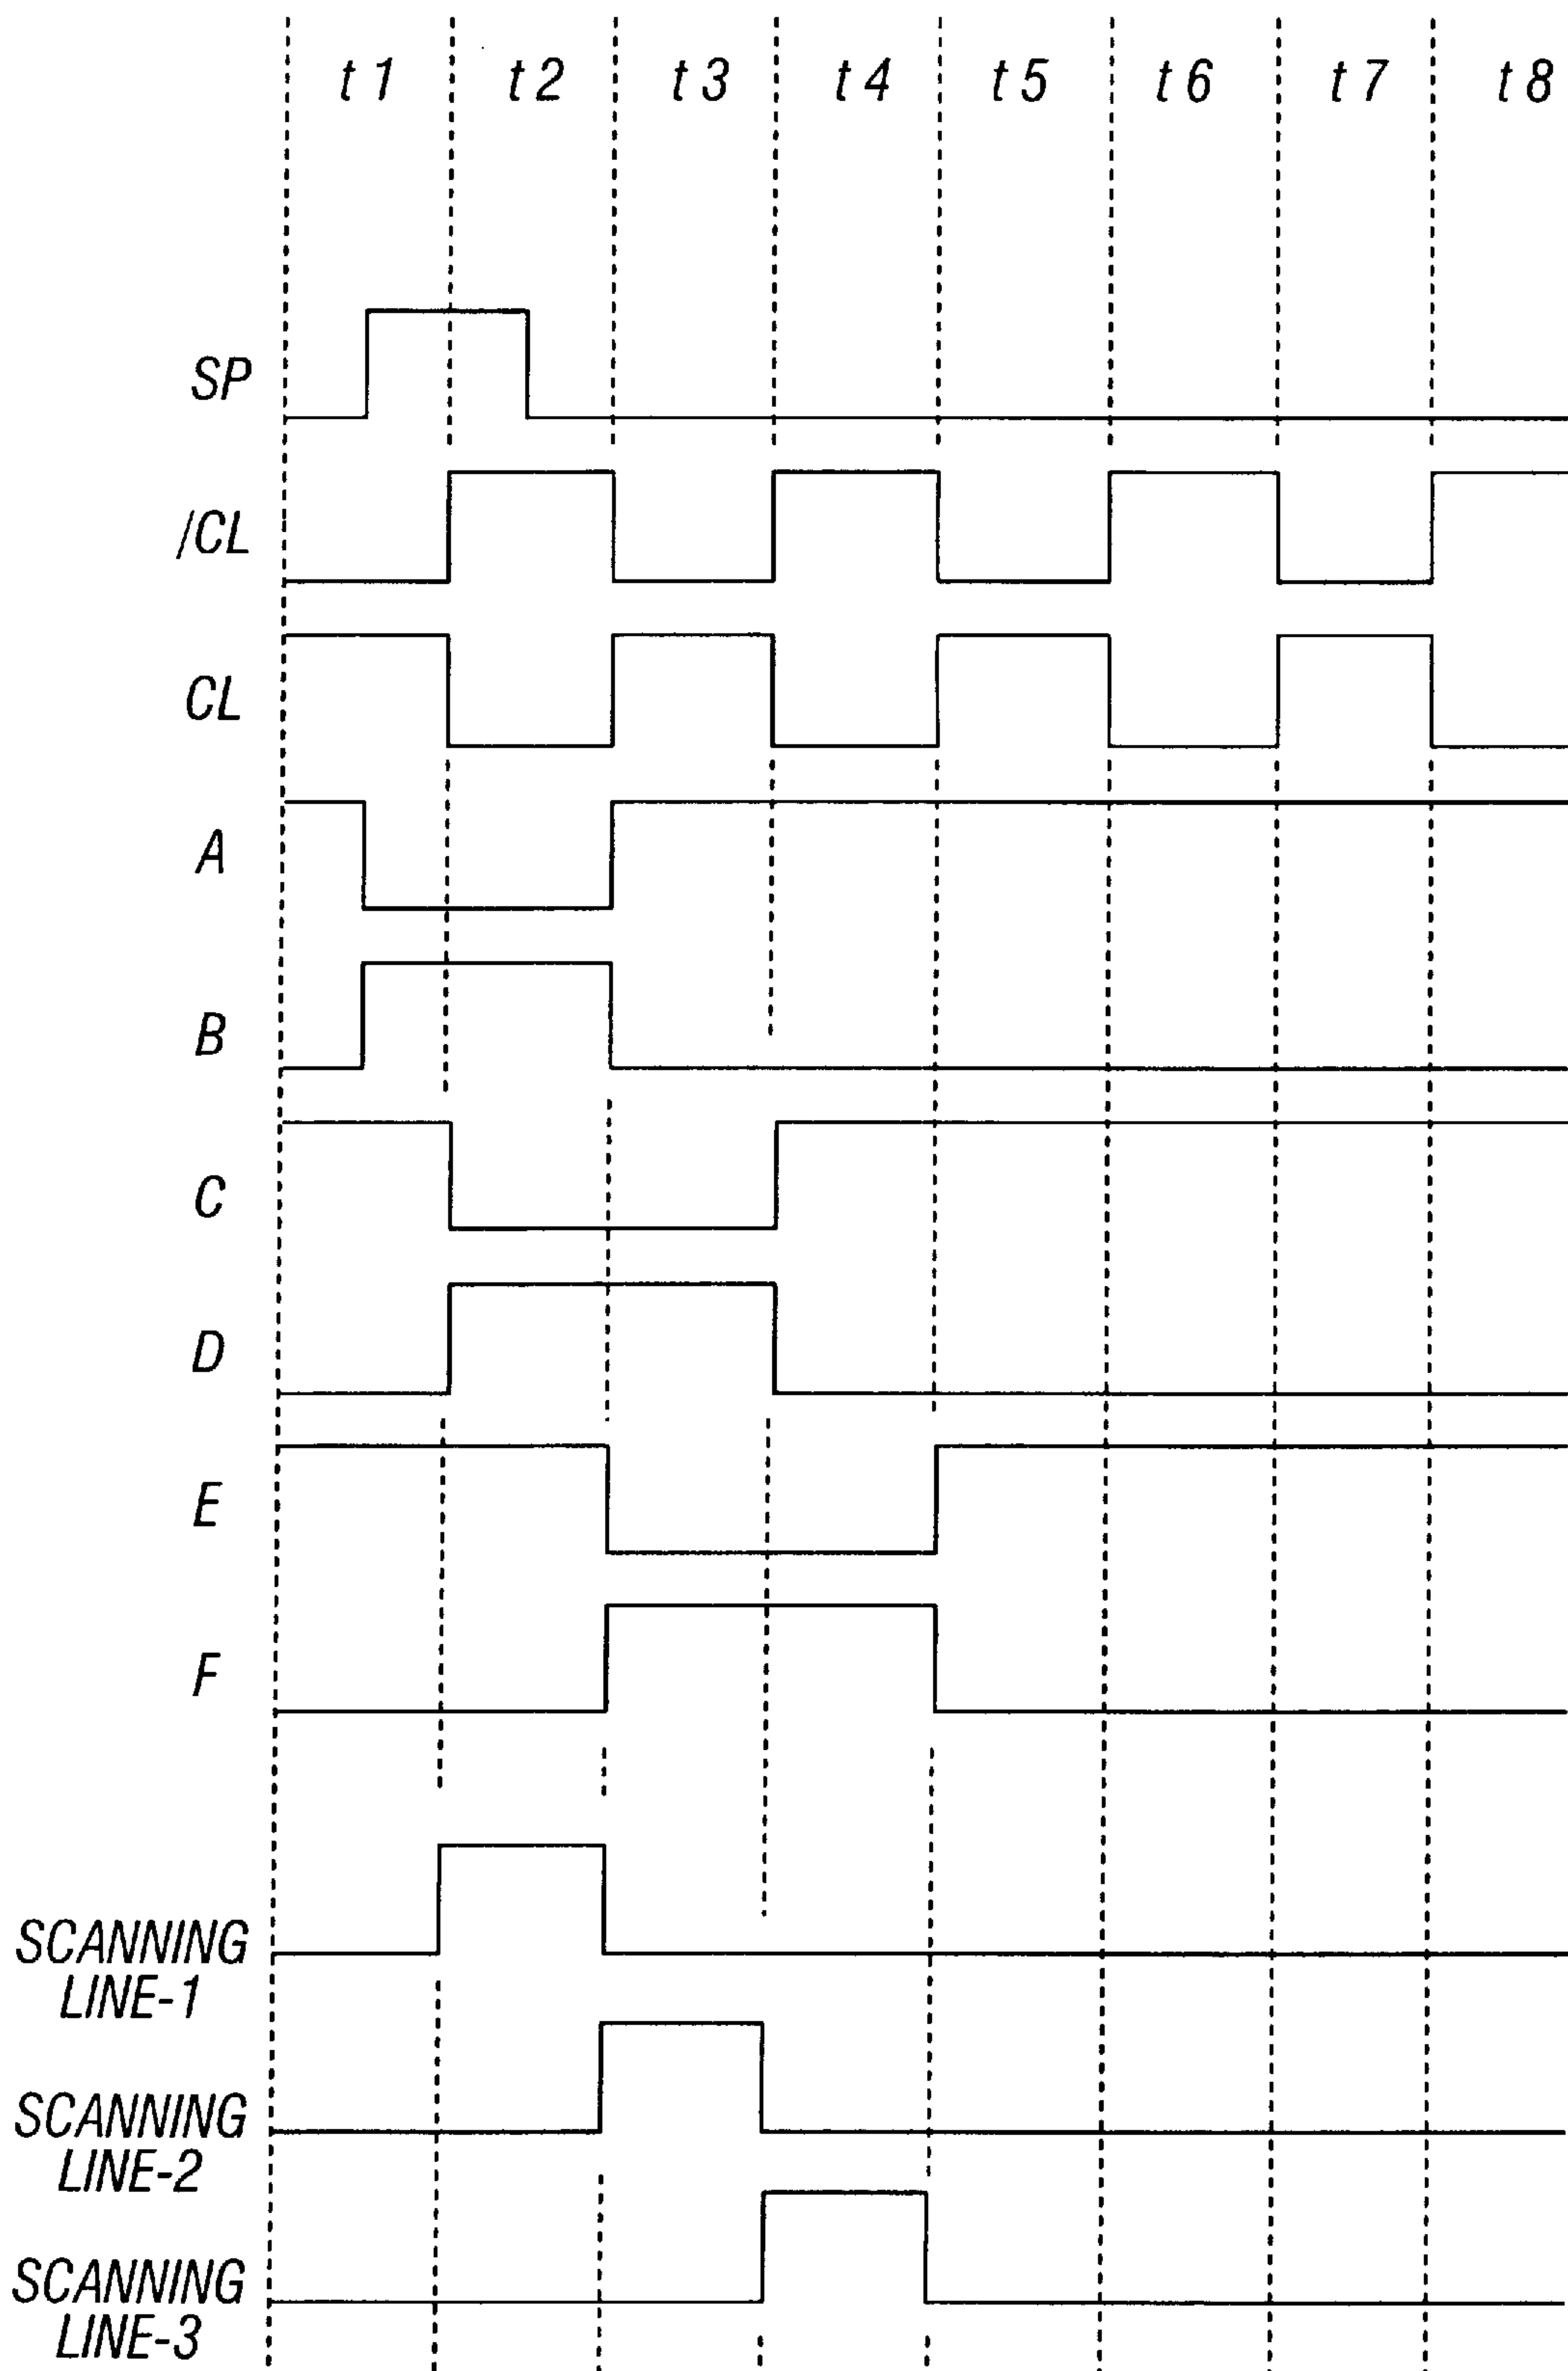 t1 t2 t3 t4 t5 t6 t7 t8
SP
/CL
CL
A
B
C
D
E
F
SCANNING
LINE-1
SCANNING
LINE-2
SCANNING
LINE-3